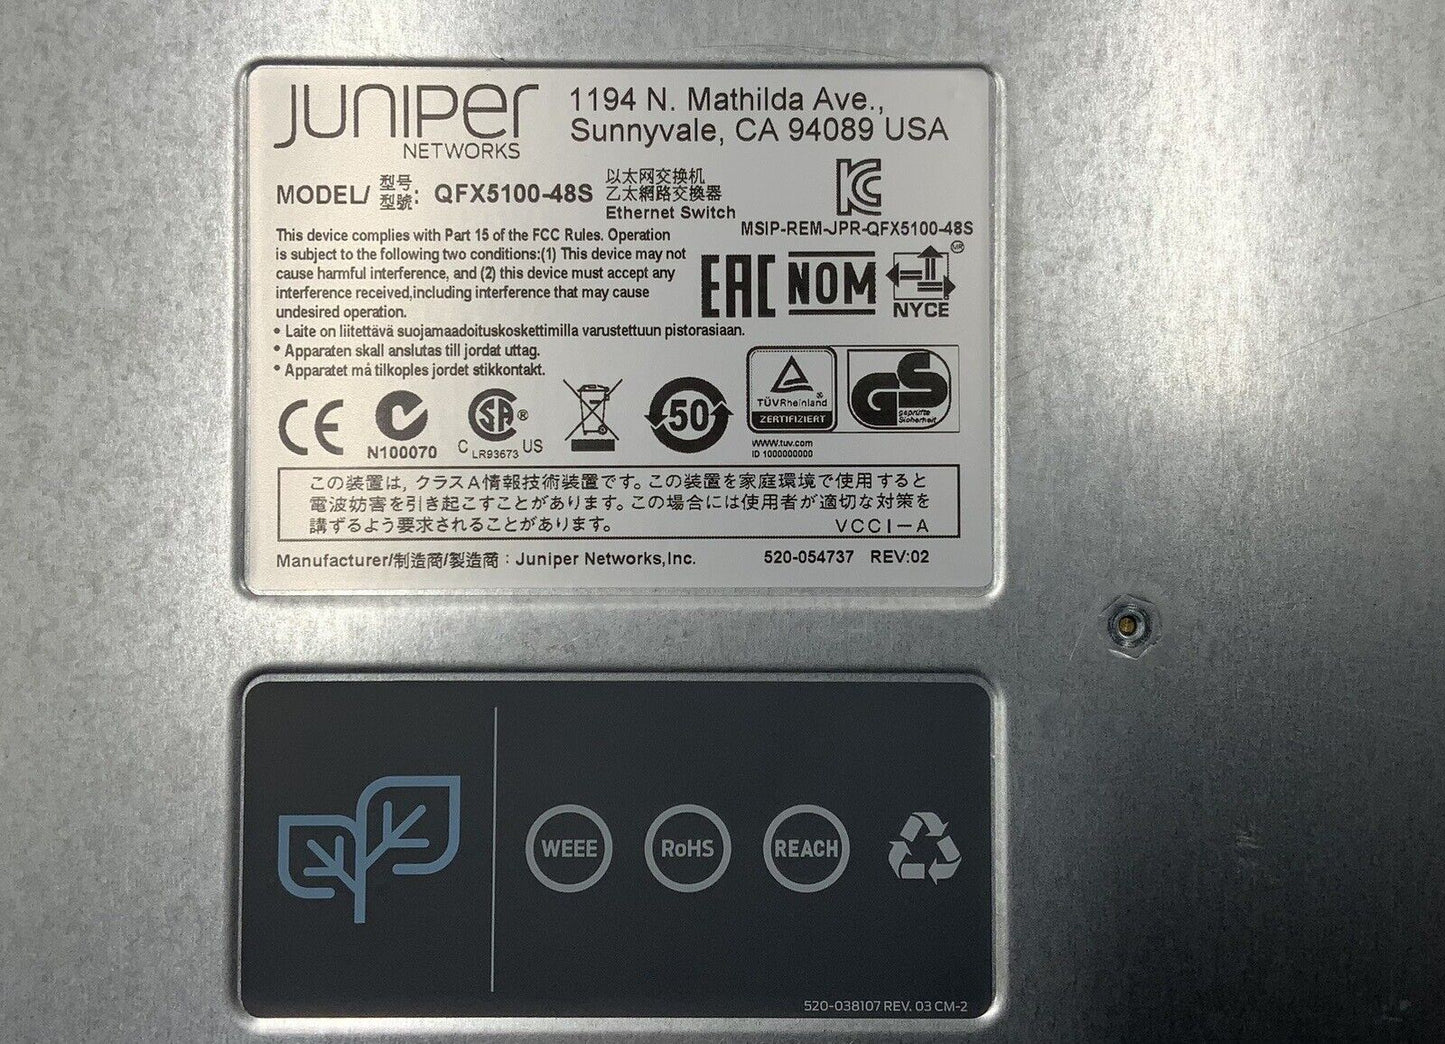 JUNIPER
NETWORKS
1194 N. Mathilda Ave.,
Sunnyvale, CA 94089 USA
MODEL/ 型号 型號: QFX5100-48S
以太网交换机
乙太網路交換器
Ethernet Switch
MSIP-REM-JPR-QFX5100-48S
This device complies with Part 15 of the FCC Rules. Operation
is subject to the following two conditions:(1) This device may not
cause harmful interference, and (2) this device must accept any
interference received,including interference that may cause
undesired operation.
EAC NOM NYCE MR
• Laite on liitettävä suojamaadoituskoskettimilla varustettuun pistorasiaan.
• Apparaten skall anslutas till jordat uttag.
• Apparatet må tilkoples jordet stikkontakt.
CE
N100070
SA ®
C LR93673 US
50
TÜVRheinland ®
ZERTIFIZIERT
www.tuv.com
ID 1000000000
GS
geprüfte
Sicherheit
この装置は, クラスA情報技術装置です。この装置を家庭環境で使用すると
電波妨害を引き起こすことがあります。この場合には使用者が適切な対策を
講ずるよう要求されることがあります。 VCCI－A
Manufacturer/制造商/製造商：Juniper Networks,Inc. 520-054737 REV:02
WEEE RoHS REACH
520-038107 REV. 03 CM-2